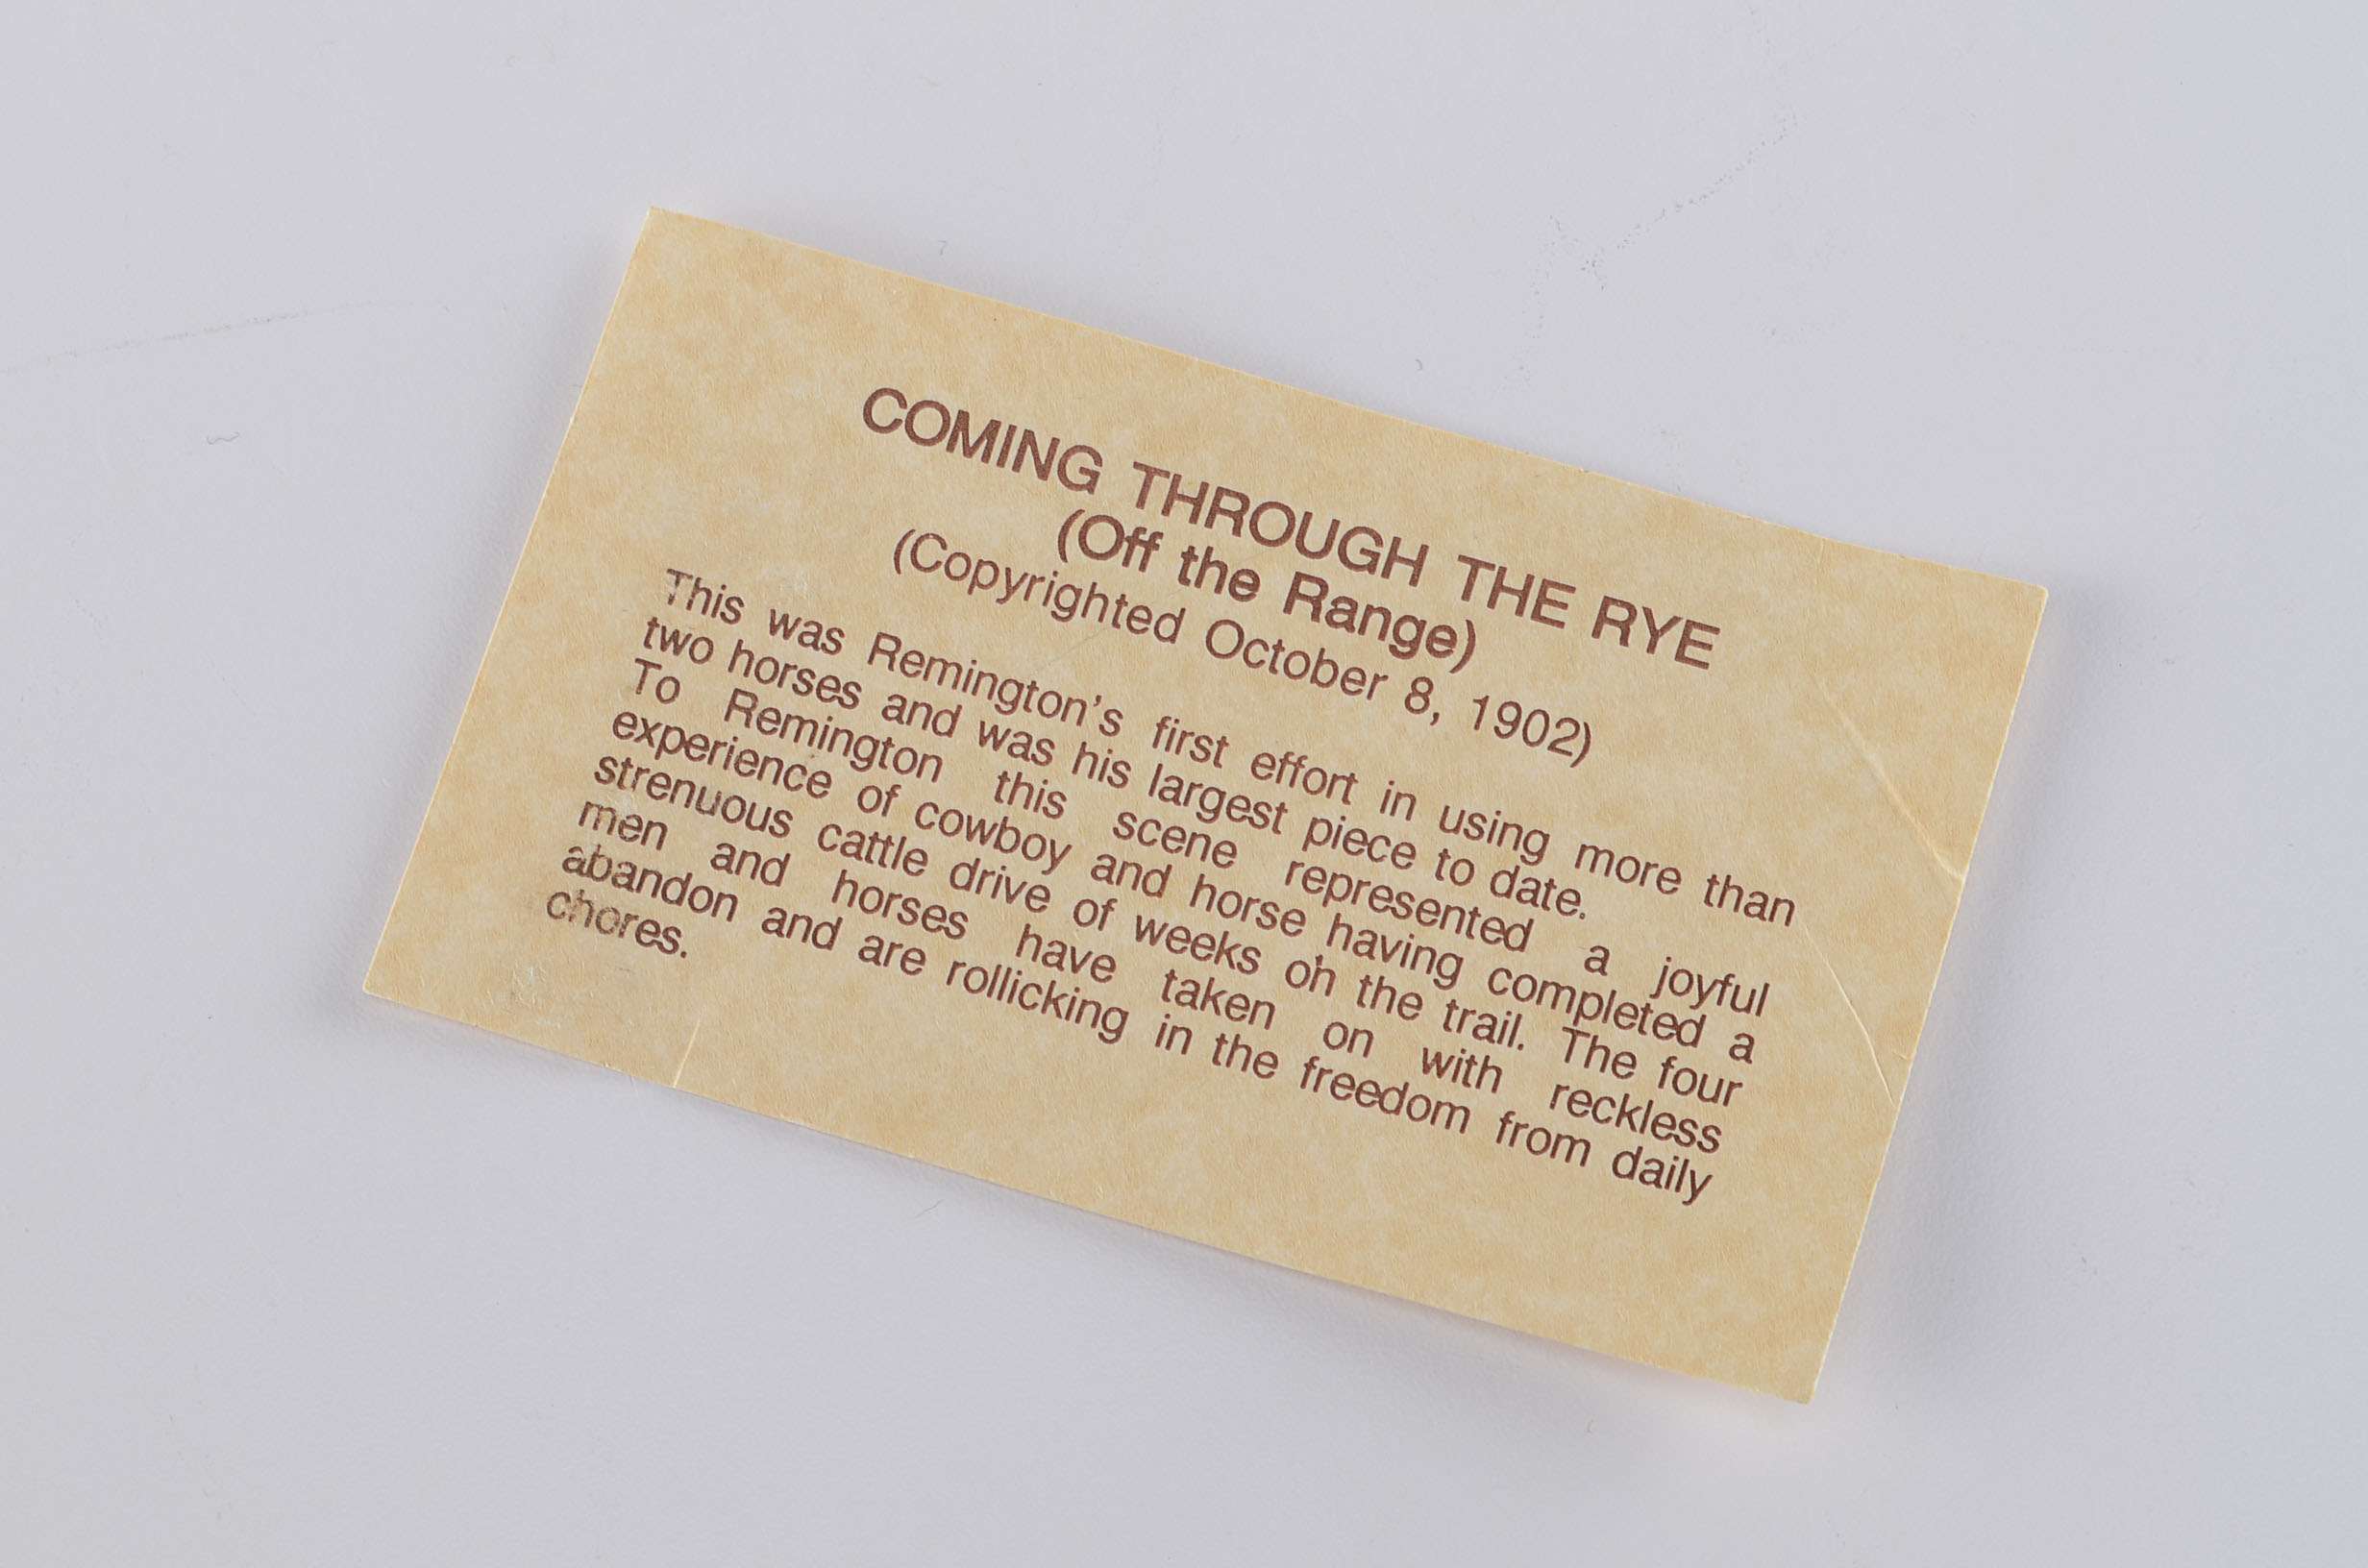 COMING THROUGH THE RYE
(Off the Range)
(Copyrighted October 8, 1902)
This was Remington's first effort in using more than
two horses and was his largest piece to date.
To Remington this scene represented a joyful
experience of cowboy and horse having completed a
strenuous cattle drive of weeks on the trail. The four
men and horses have taken on with reckless
abandon and are rollicking in the freedom from daily
chores.